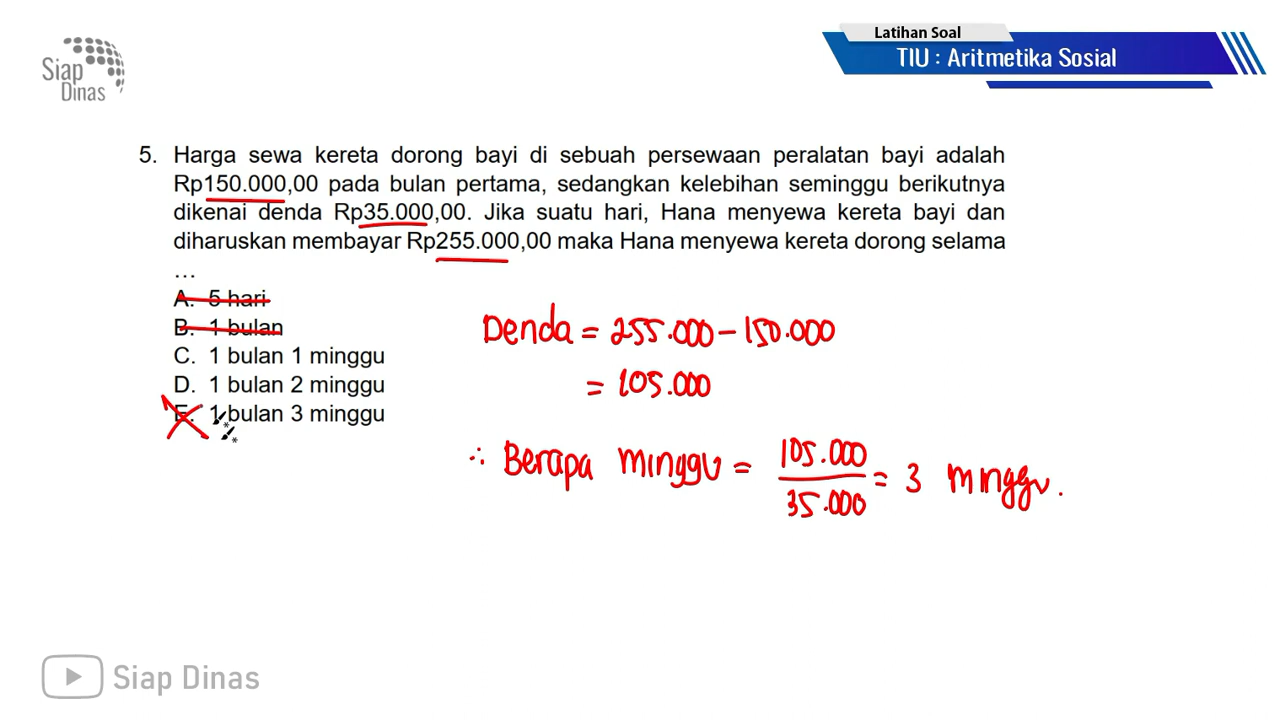 Latihan Soal
TIU : Aritmetika Sosial
Siap
Dinas
5. Harga sewa kereta dorong bayi di sebuah persewaan peralatan bayi adalah
Rp150.000,00 pada bulan pertama, sedangkan kelebihan seminggu berikutnya
dikenai denda Rp35.000,00. Jika suatu hari, Hana menyewa kereta bayi dan
diharuskan membayar Rp255.000,00 maka Hana menyewa kereta dorong selama
...
A. 5 hari
B. 1 bulan
C. 1 bulan 1 minggu
D. 1 bulan 2 minggu
E. 1 bulan 3 minggu
Denda = 255.000 - 150.000
= 105.000
∴ Berapa minggu = 105.000
35.000
= 3 mnggu.
Siap Dinas